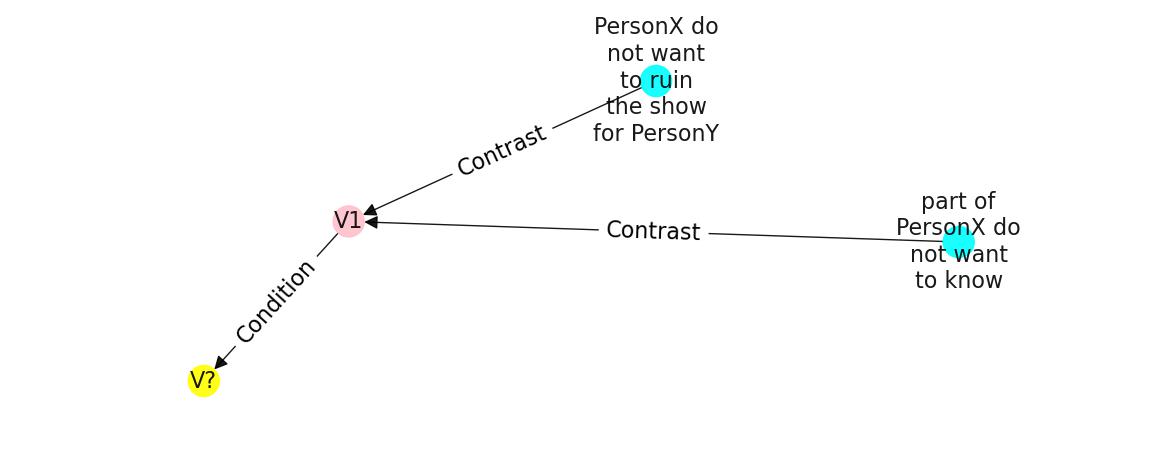 PersonX do
not want
to ruin
the show
for PersonY
Contrast
part of
PersonX do
not want
to know
V1
Contrast
Condition
V?